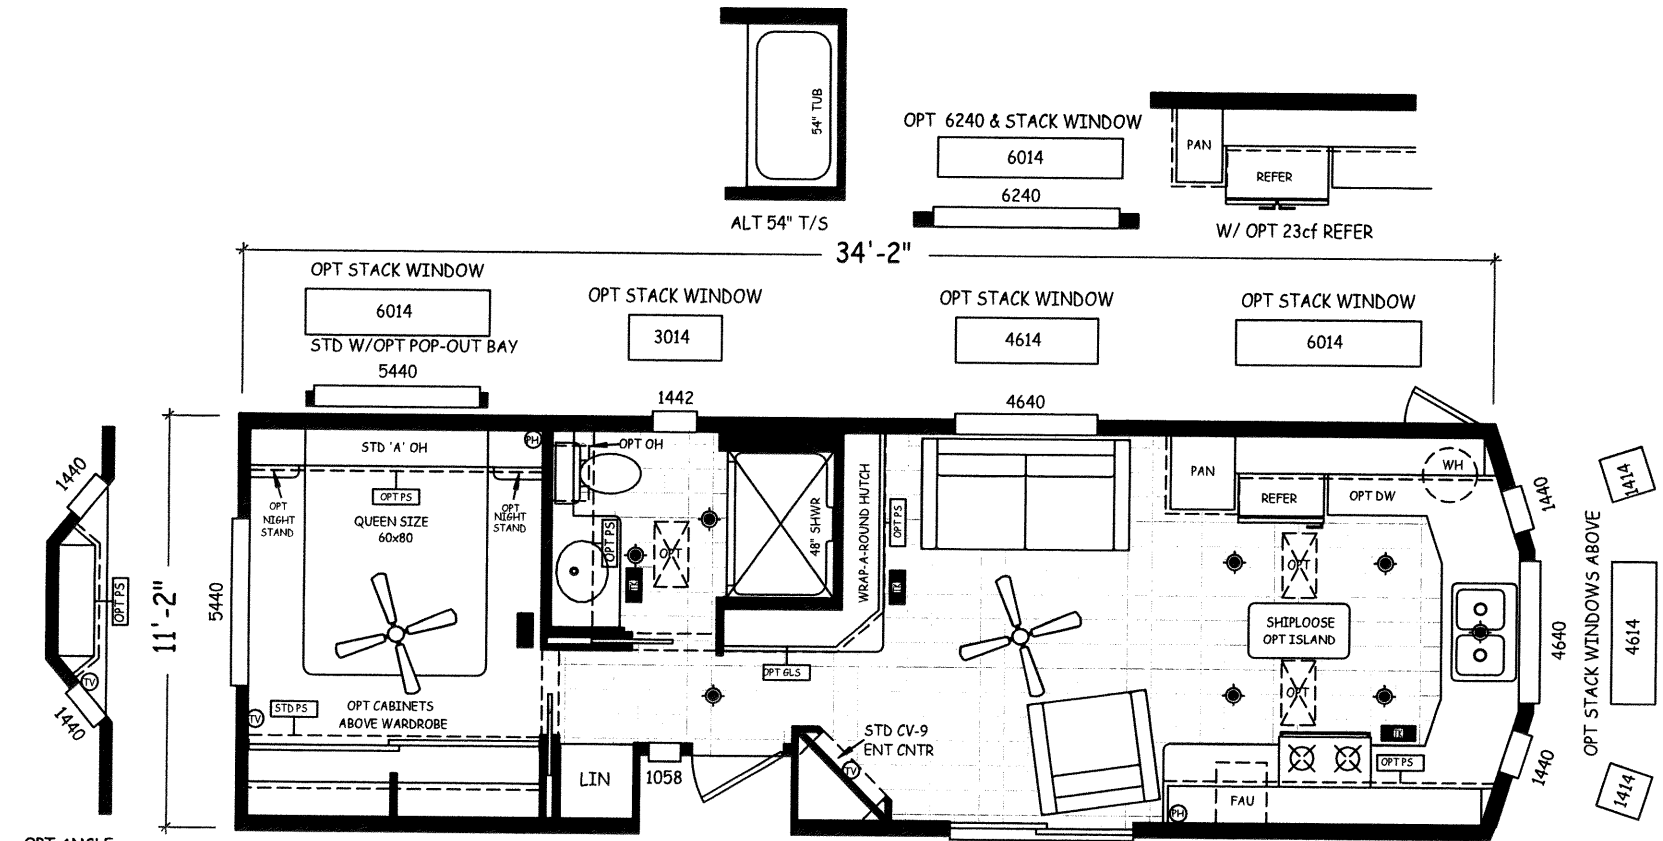 54" TUB
ALT 54" T/S
OPT 6240 & STACK WINDOW
6014
6240
PAN
REFER
W/ OPT 23cf REFER
34'-2"
OPT STACK WINDOW
6014
STD W/OPT POP-OUT BAY
5440
OPT STACK WINDOW
3014
OPT STACK WINDOW
4614
OPT STACK WINDOW
6014
1442
4640
1440
OPT PS
TV
1440
11'-2"
5440
STD 'A' OH
PH
OPT PS
OPT
NIGHT
STAND
OPT
NIGHT
STAND
QUEEN SIZE
60x80
STD PS
TV
OPT CABINETS
ABOVE WARDROBE
OPT OH
OPT PS
OPT
TK
48" SHWR
WRAP-A-ROUND HUTCH
OPT PS
TK
OPT GLS
LIN
1058
STD CV-9
ENT CNTR
TV
PAN
REFER
OPT DW
WH
OPT
SHIPLOOSE
OPT ISLAND
OPT
TK
OPT PS
FAU
PH
1440
4640
1440
OPT STACK WINDOWS ABOVE
1414
4614
1414